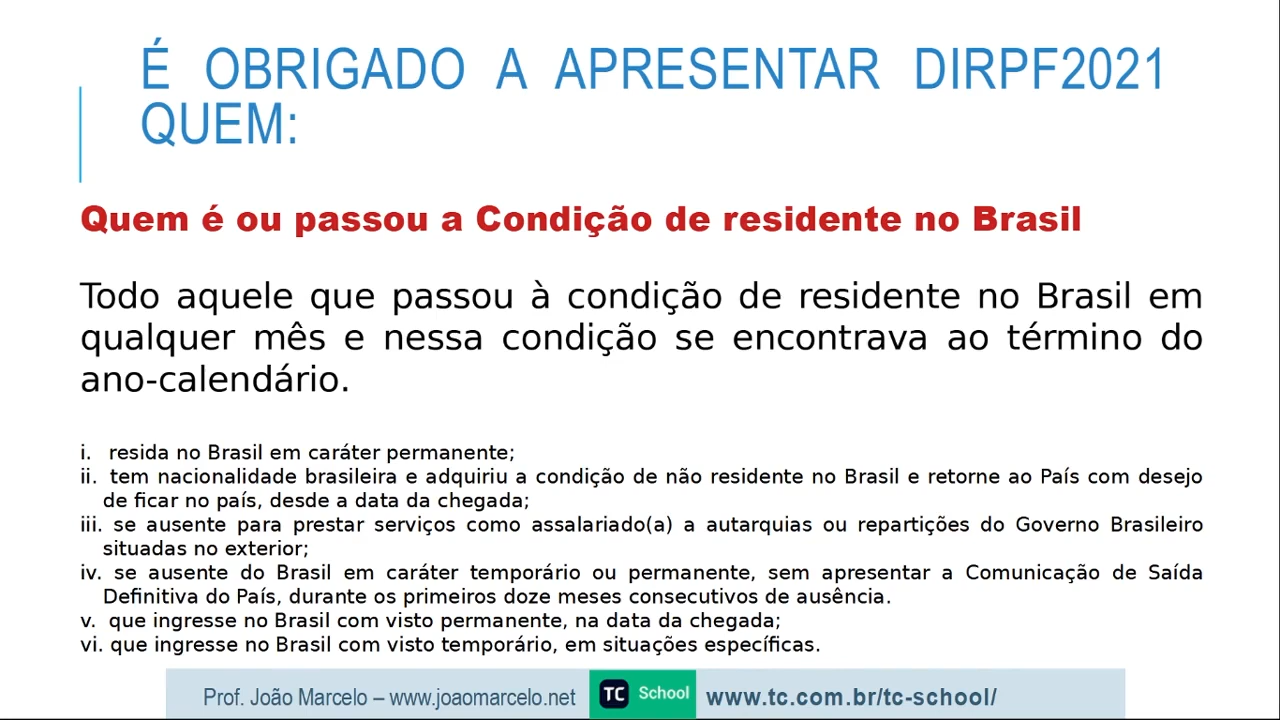 É OBRIGADO A APRESENTAR DIRPF2021
QUEM:
Quem é ou passou a Condição de residente no Brasil
Todo aquele que passou à condição de residente no Brasil em
qualquer mês e nessa condição se encontrava ao término do
ano-calendário.
i. resida no Brasil em caráter permanente;
ii. tem nacionalidade brasileira e adquiriu a condição de não residente no Brasil e retorne ao País com desejo
de ficar no país, desde a data da chegada;
iii. se ausente para prestar serviços como assalariado(a) a autarquias ou repartições do Governo Brasileiro
situadas no exterior;
iv. se ausente do Brasil em caráter temporário ou permanente, sem apresentar a Comunicação de Saída
Definitiva do País, durante os primeiros doze meses consecutivos de ausência.
v. que ingresse no Brasil com visto permanente, na data da chegada;
vi. que ingresse no Brasil com visto temporário, em situações específicas.
Prof. João Marcelo – www.joaomarcelo.net TC School www.tc.com.br/tc-school/